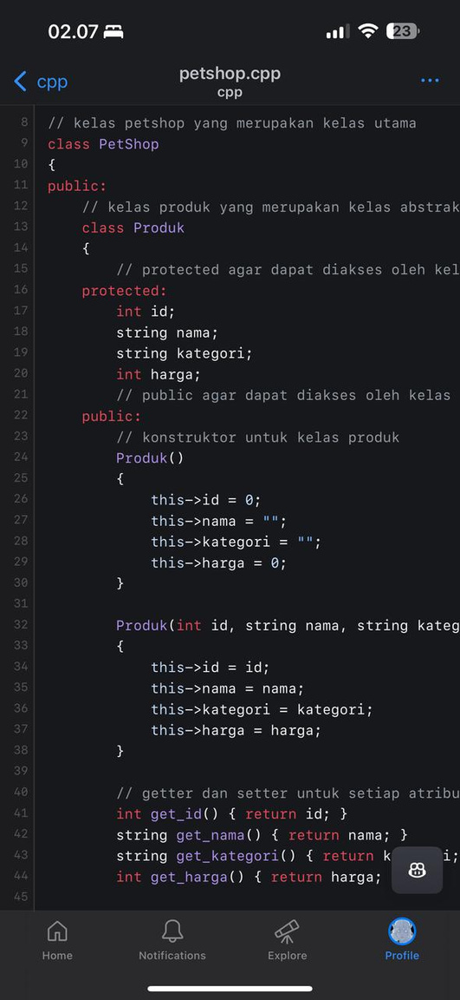 02.07
23
cpp
petshop.cpp
cpp
8 // kelas petshop yang merupakan kelas utama
9 class PetShop
10 {
11 public:
12 // kelas produk yang merupakan kelas abstrak
13 class Produk
14 {
15 // protected agar dapat diakses oleh kel
16 protected:
17 int id;
18 string nama;
19 string kategori;
20 int harga;
21 // public agar dapat diakses oleh kelas
22 public:
23 // konstruktor untuk kelas produk
24 Produk()
25 {
26 this->id = 0;
27 this->nama = "";
28 this->kategori = "";
29 this->harga = 0;
30 }
31
32 Produk(int id, string nama, string kateg
33 {
34 this->id = id;
35 this->nama = nama;
36 this->kategori = kategori;
37 this->harga = harga;
38 }
39
40 // getter dan setter untuk setiap atribu
41 int get_id() { return id; }
42 string get_nama() { return nama; }
43 string get_kategori() { return k i;
44 int get_harga() { return harga;
45
Home
Notifications
Explore
Profile